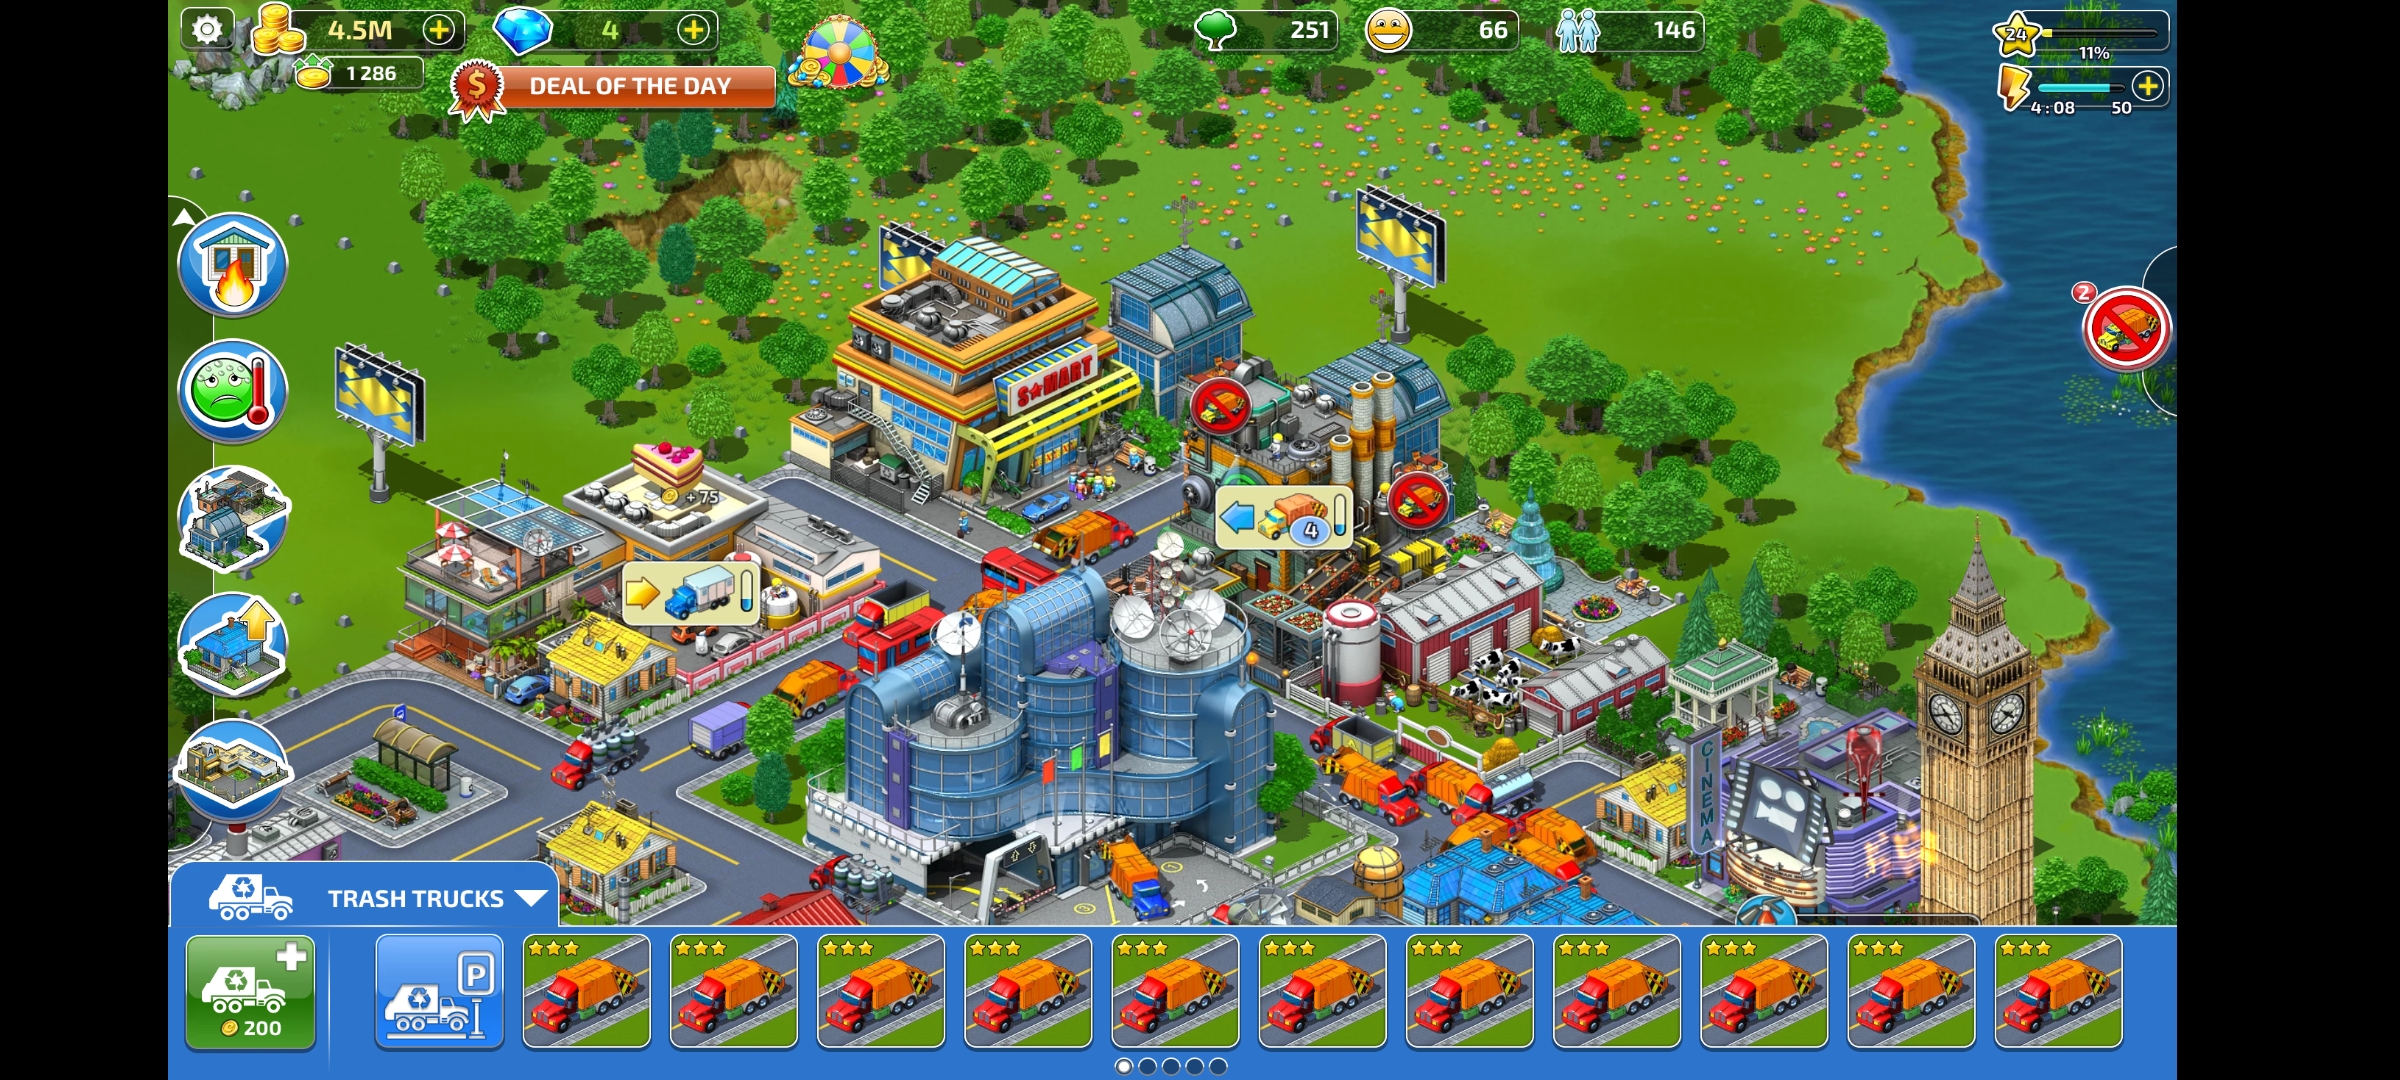 4.5M
4
251
66
146
24
11%
1 286
DEAL OF THE DAY
4:08
50
2
S★MART
+ 75
4
CINEMA
TRASH TRUCKS
P
200